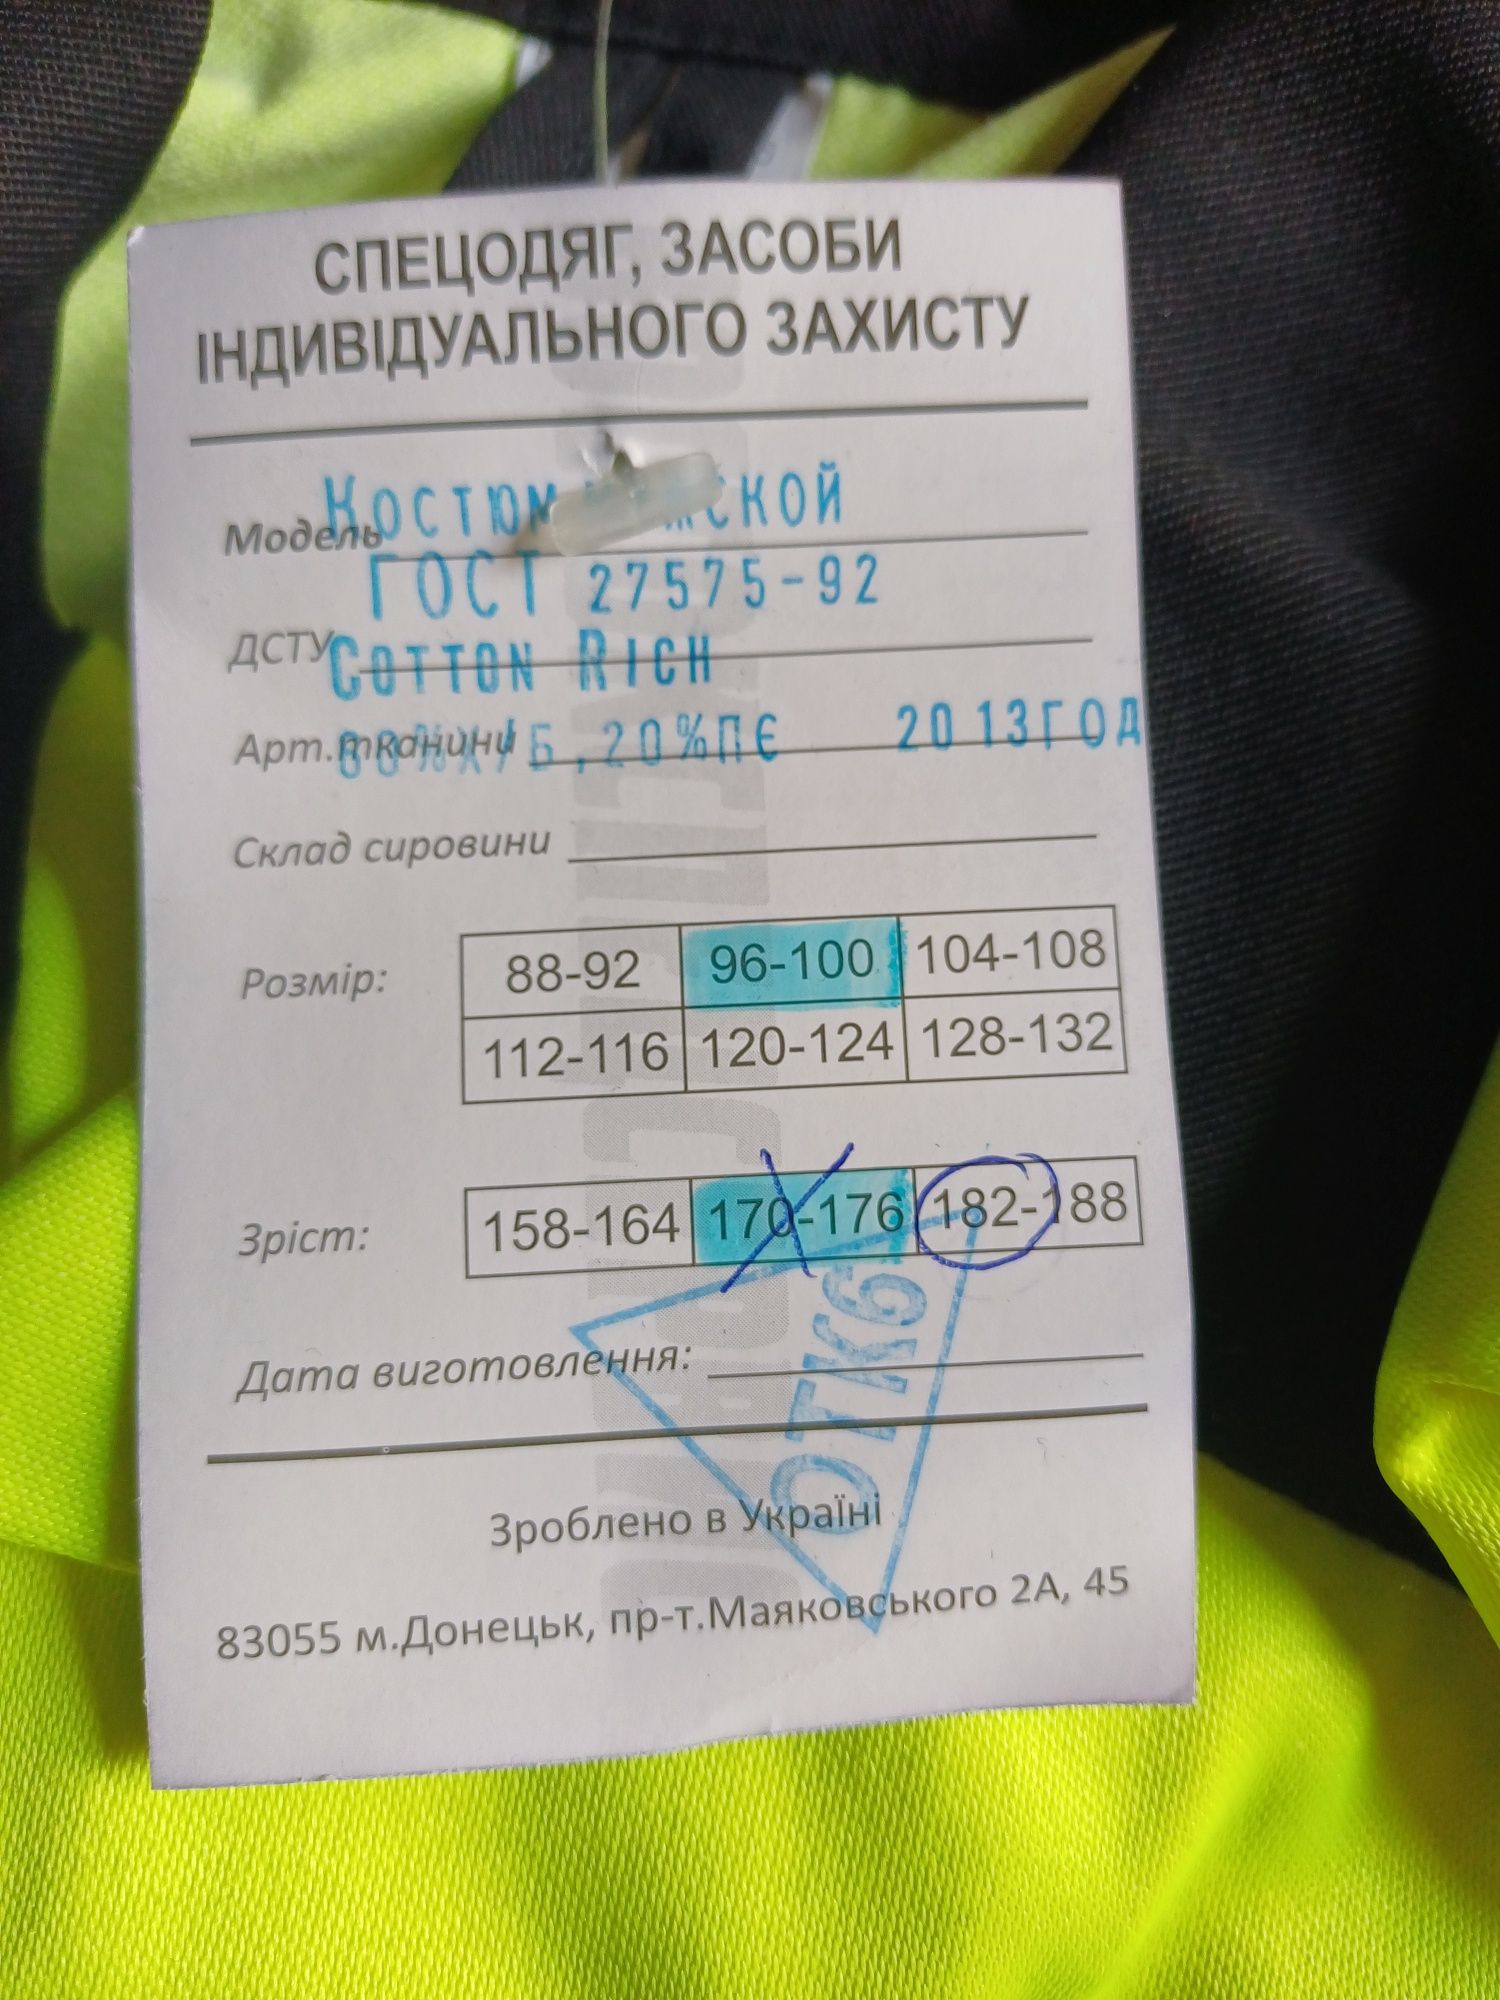 СПЕЦОДЯГ, ЗАСОБИ
ІНДИВІДУАЛЬНОГО ЗАХИСТУ
КОСТЮМ
Модель
ГОСТ 27575-92
ДСТУ
COTTON RICH
Арт.тканини , 20%ПЄ 2013ГОД
Склад сировини
Розмір: 88-92 96-100 104-108
112-116 120-124 128-132
Зріст: 158-164 170-176 182-188
ОТК6
Дата виготовлення:
Зроблено в Україні
83055 м.Донецьк, пр-т.Маяковського 2А, 45